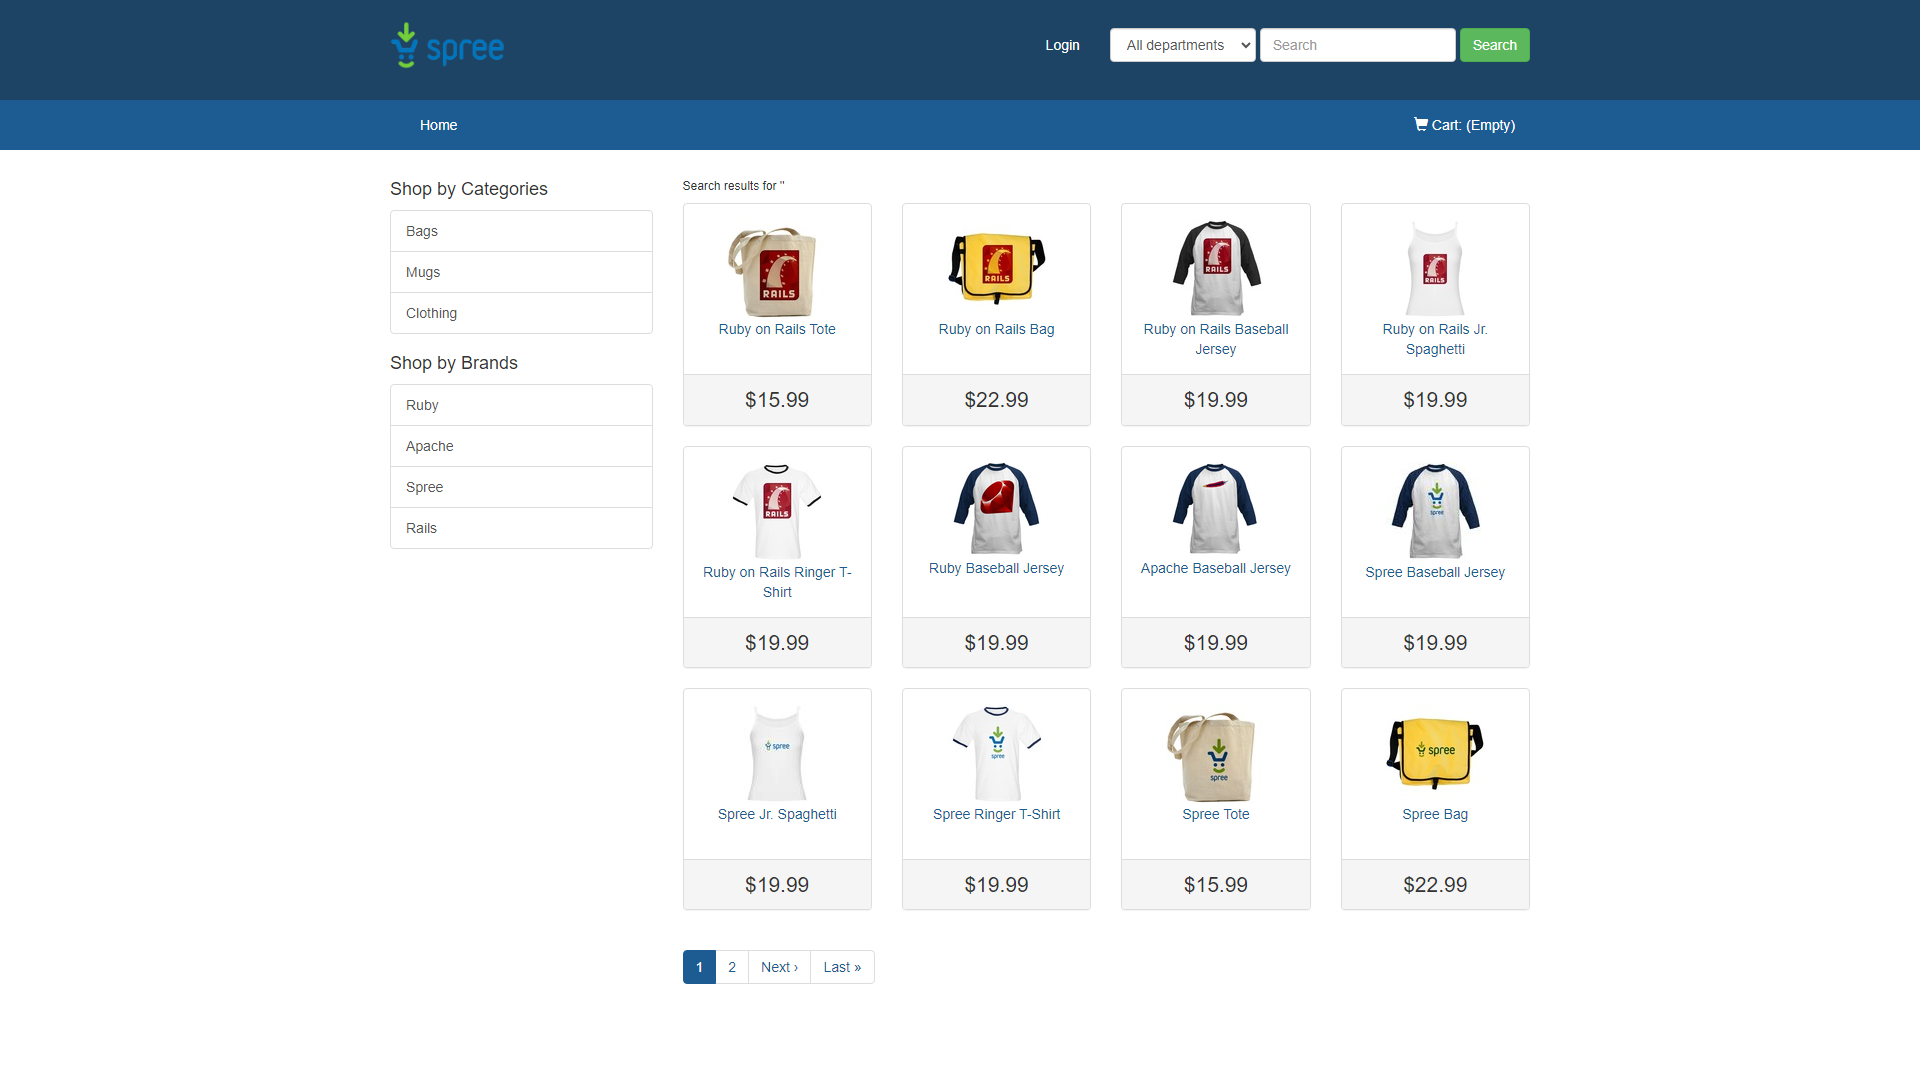 spree
Login
All departments
Search
Search
Home
Cart: (Empty)
Shop by Categories
Bags
Mugs
Clothing
Shop by Brands
Ruby
Apache
Spree
Rails
Search results for ''
RAILS
Ruby on Rails Tote
$15.99
RAILS
Ruby on Rails Bag
$22.99
RAILS
Ruby on Rails Baseball
Jersey
$19.99
RAILS
Ruby on Rails Jr.
Spaghetti
$19.99
RAILS
Ruby on Rails Ringer T-
Shirt
$19.99
Ruby Baseball Jersey
$19.99
Apache Baseball Jersey
$19.99
spree
Spree Baseball Jersey
$19.99
spree
Spree Jr. Spaghetti
$19.99
spree
Spree Ringer T-Shirt
$19.99
spree
Spree Tote
$15.99
spree
Spree Bag
$22.99
1 2 Next › Last »